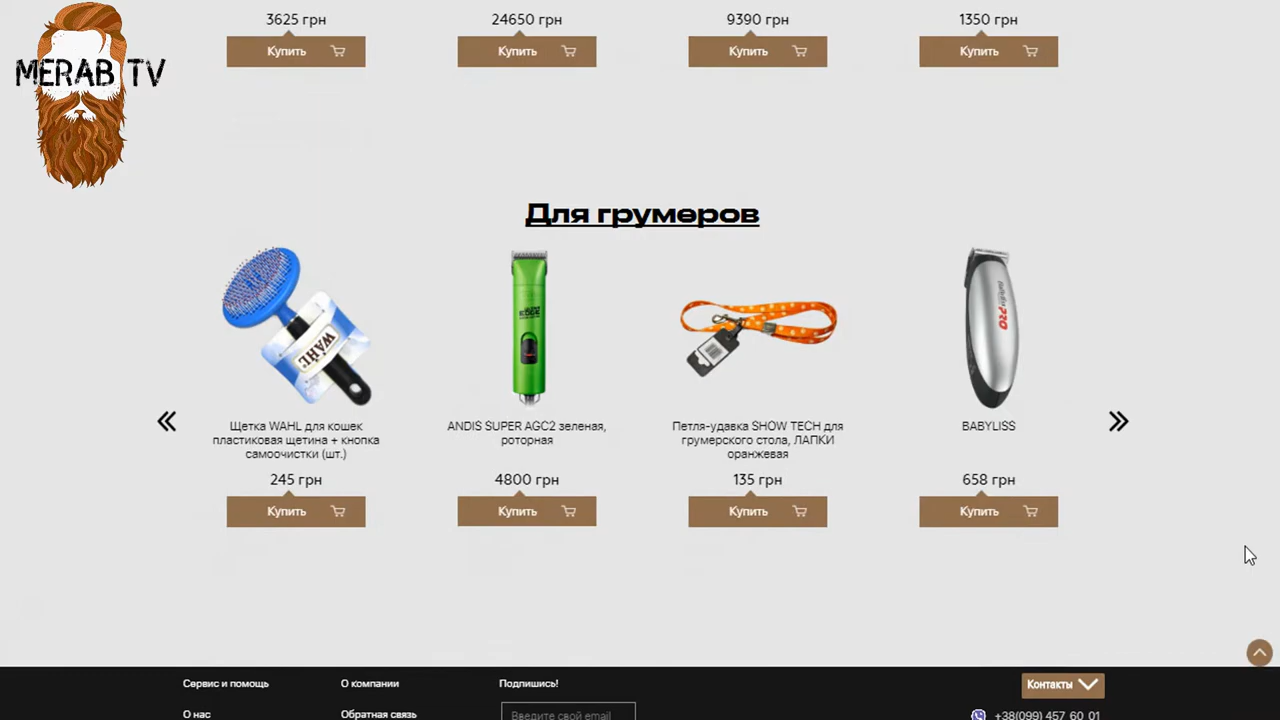 3625 грн
24650 грн
9390 грн
1350 грн
Купить
Купить
Купить
Купить
MERAB TV
Для грумеров
WAHL
EDGE
PRO
Щетка WAHL для кошек
пластиковая щетина + кнопка
самоочистки (шт.)
245 грн
Купить
ANDIS SUPER AGC2 зеленая,
роторная
4800 грн
Купить
Петля-удавка SHOW TECH для
грумерского стола, ЛАПКИ
оранжевая
135 грн
Купить
BABYLISS
658 грн
Купить
Сервис и помощь
О компании
Подпишись!
Контакты
О нас
Обратная связь
Введите свой email
+38(099) 457 60 01